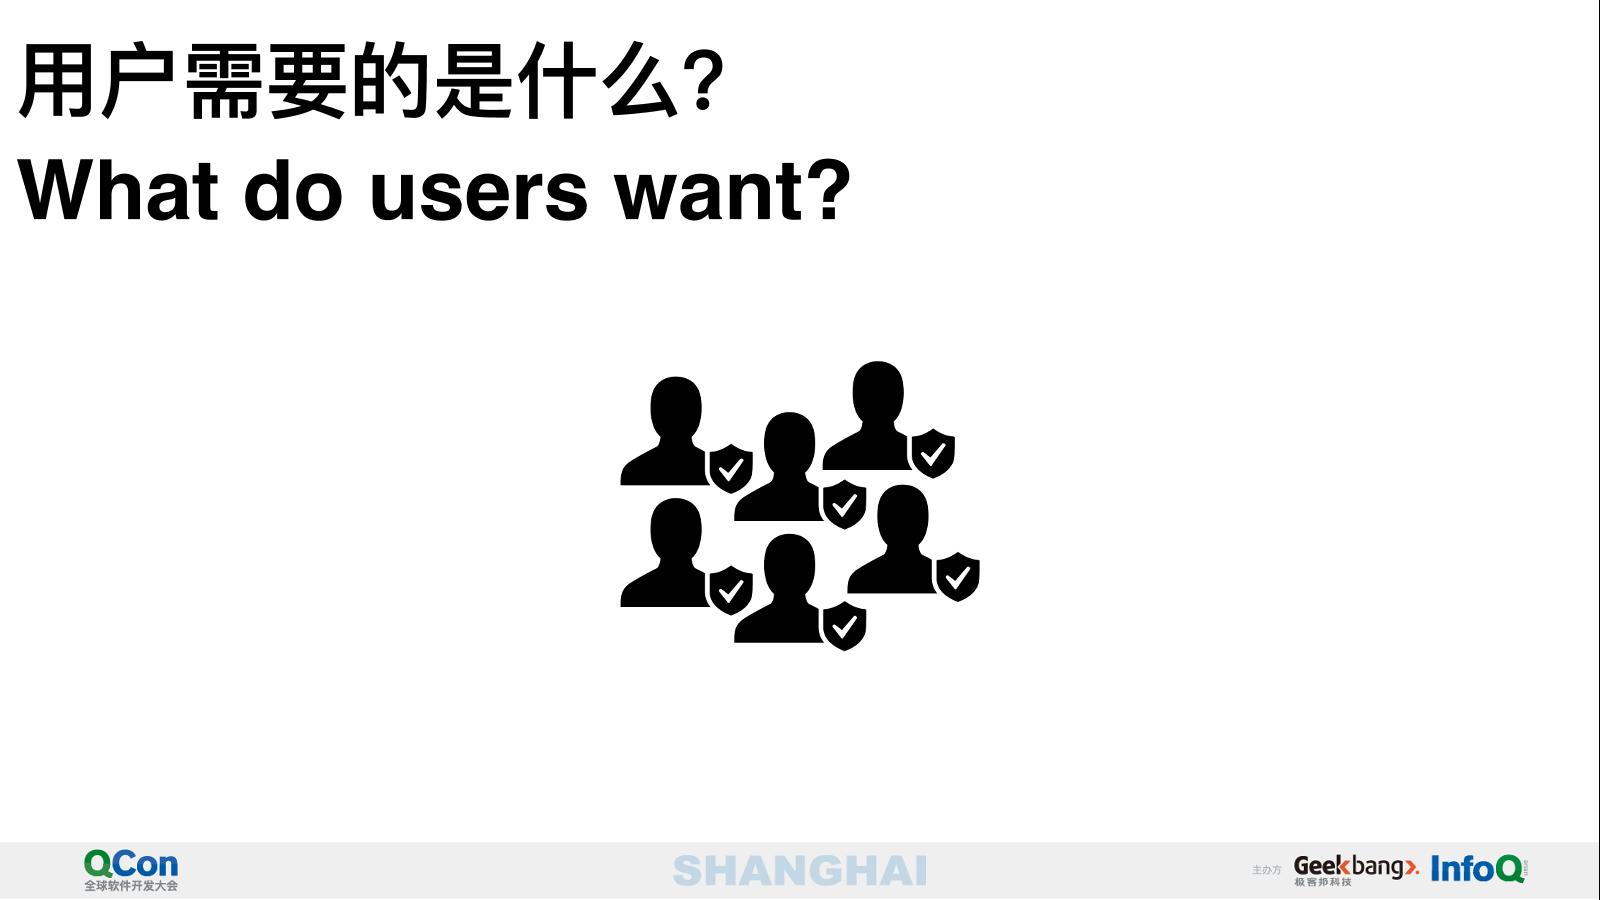 用户需要的是什么?
What do users want?
QCon
全球软件开发大会
SHANGHAI
主办方
Geekbang>.
极客邦科技
InfoQ